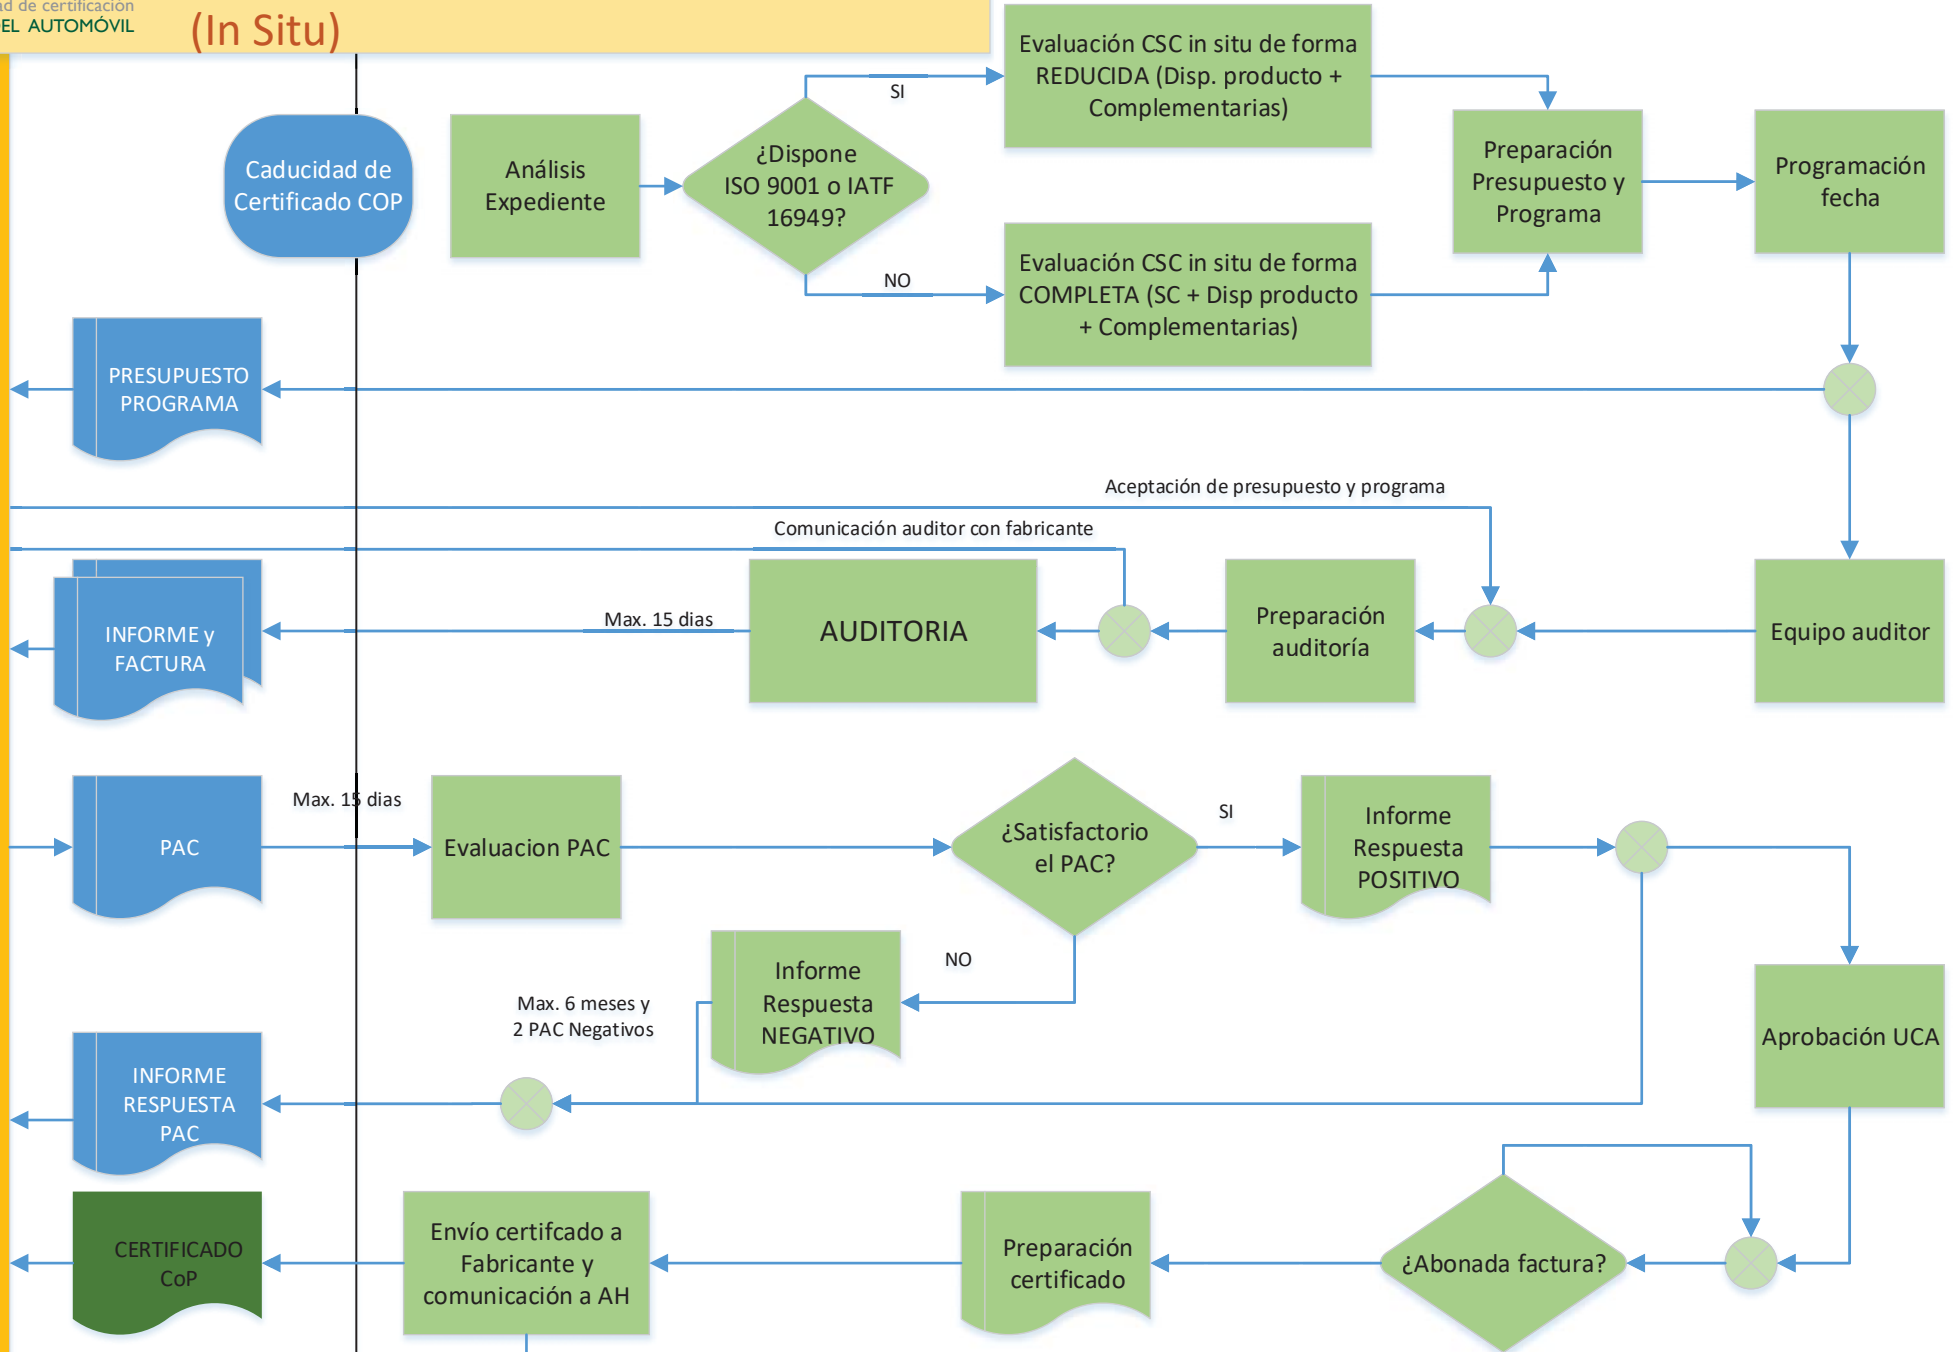 de certificación
DEL AUTOMÓVIL
(In Situ)
Evaluación CSC in situ de forma
REDUCIDA (Disp. producto +
Complementarias)
SI
Caducidad de
Certificado COP
Análisis
Expediente
¿Dispone
ISO 9001 o IATF
16949?
Preparación
Presupuesto y
Programa
Programación
fecha
NO
Evaluación CSC in situ de forma
COMPLETA (SC + Disp producto
+ Complementarias)
PRESUPUESTO
PROGRAMA
Aceptación de presupuesto y programa
Comunicación auditor con fabricante
INFORME y
FACTURA
Max. 15 dias
AUDITORIA
Preparación
auditoría
Equipo auditor
PAC
Max. 15 dias
Evaluacion PAC
¿Satisfactorio
el PAC?
SI
Informe
Respuesta
POSITIVO
NO
Informe
Respuesta
NEGATIVO
Max. 6 meses y
2 PAC Negativos
Aprobación UCA
INFORME
RESPUESTA
PAC
CERTIFICADO
CoP
Envío certifcado a
Fabricante y
comunicación a AH
Preparación
certificado
¿Abonada factura?